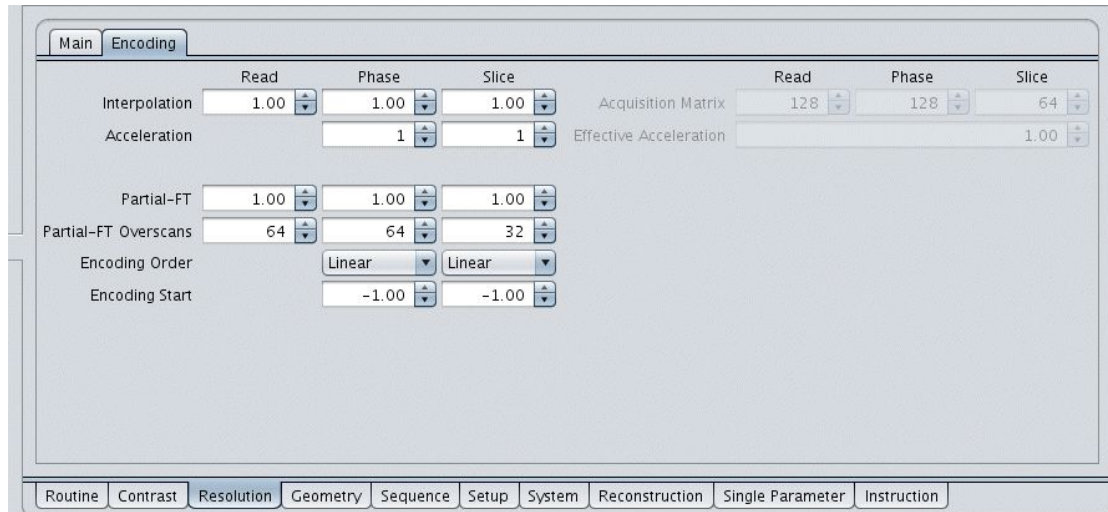 Main Encoding
Read Phase Slice Read Phase Slice
Interpolation 1.00 1.00 1.00 Acquisition Matrix 128 128 64
Acceleration 1 1 Effective Acceleration 1.00
Partial-FT 1.00 1.00 1.00
Partial-FT Overscans 64 64 32
Encoding Order Linear Linear
Encoding Start -1.00 -1.00
Routine Contrast Resolution Geometry Sequence Setup System Reconstruction Single Parameter Instruction